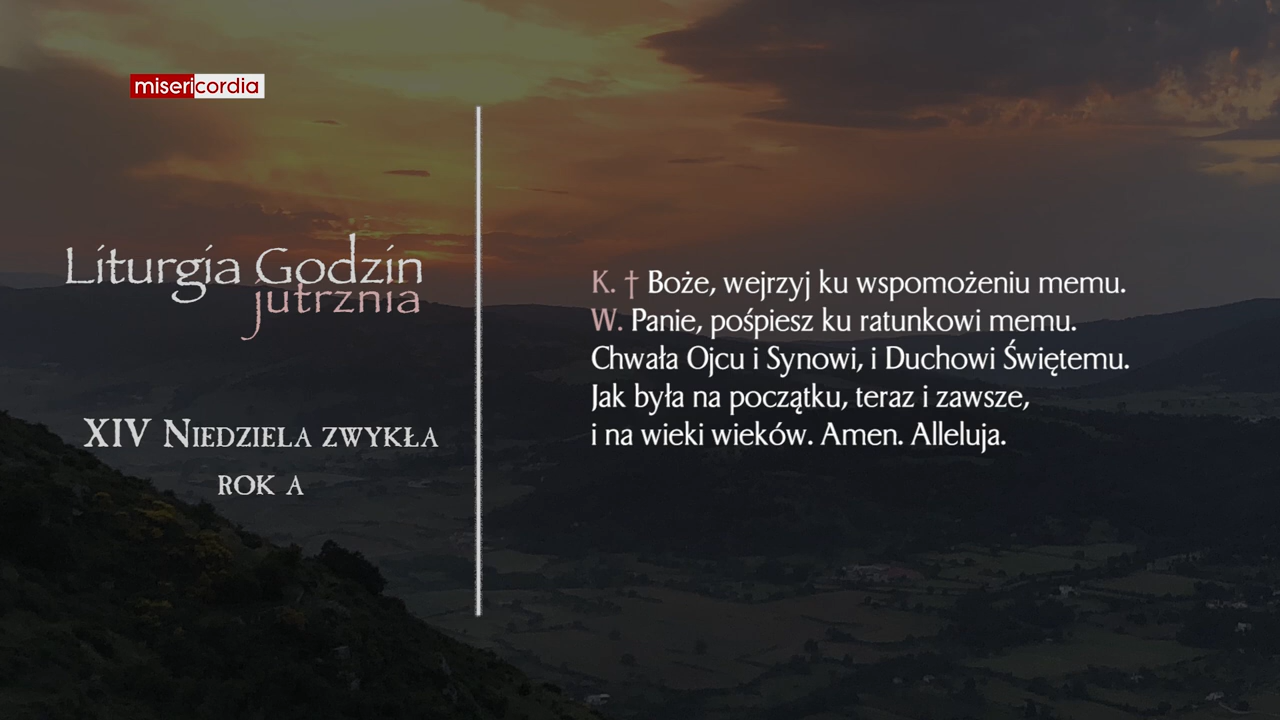 misericordia
Liturgia Godzin
jutrznia
XIV Niedziela zwykła
rok A
K. † Boże, wejrzyj ku wspomożeniu memu.
W. Panie, pośpiesz ku ratunkowi memu.
Chwała Ojcu i Synowi, i Duchowi Świętemu.
Jak była na początku, teraz i zawsze,
i na wieki wieków. Amen. Alleluja.